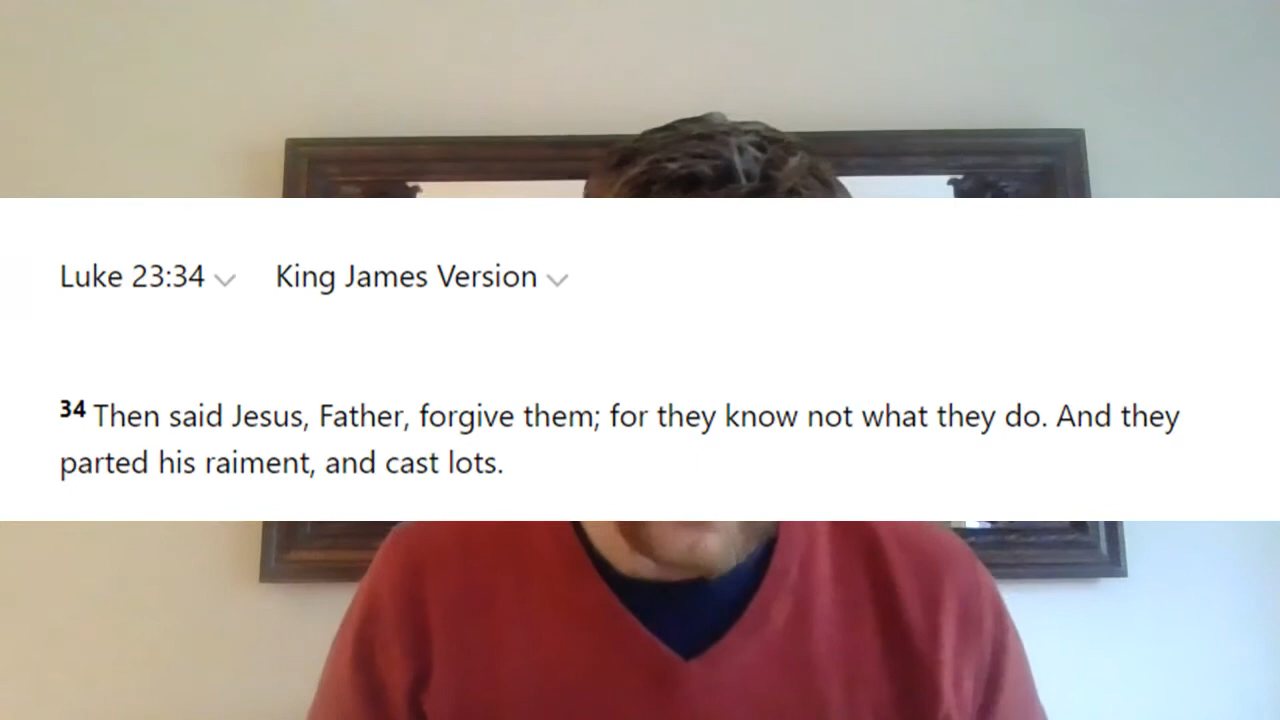 Luke 23:34 King James Version
34 Then said Jesus, Father, forgive them; for they know not what they do. And they
parted his raiment, and cast lots.